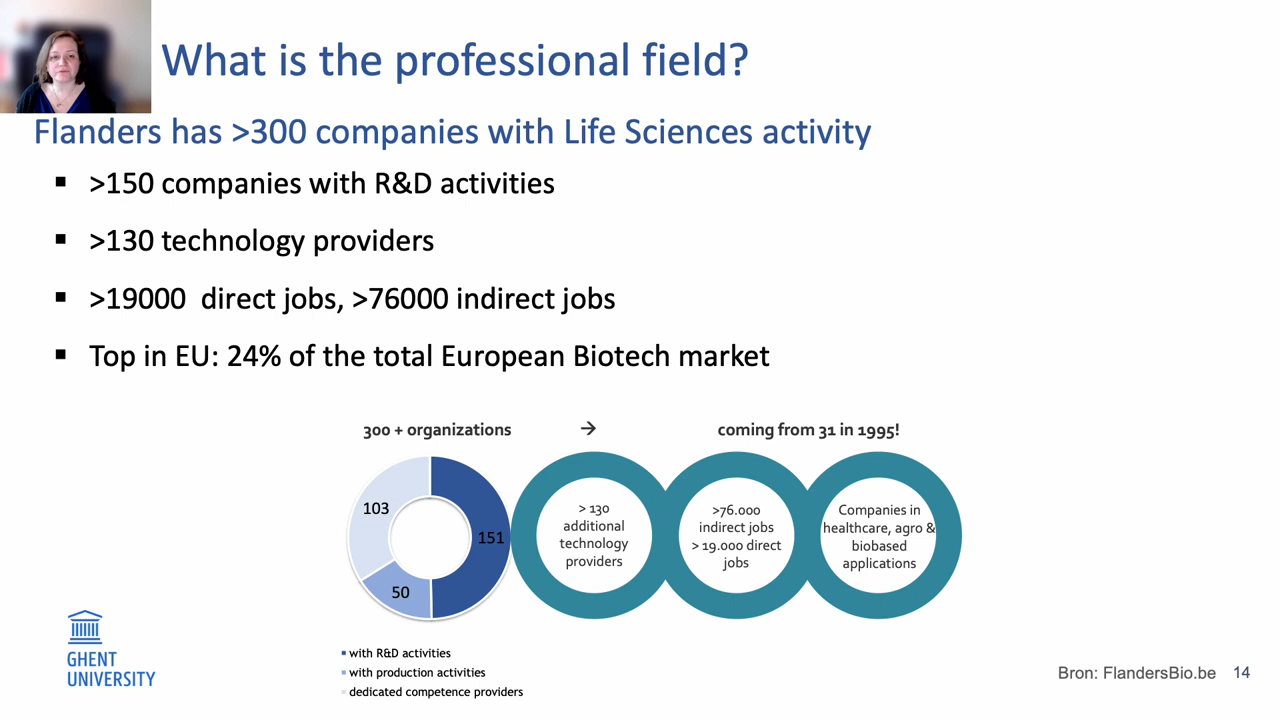 What is the professional field?
Flanders has >300 companies with Life Sciences activity
▪ >150 companies with R&D activities
▪ >130 technology providers
▪ >19000  direct jobs, >76000 indirect jobs
▪ Top in EU: 24% of the total European Biotech market
300 + organizations → coming from 31 in 1995!
103
151
50
> 130
additional
technology
providers
>76.000
indirect jobs
> 19.000 direct
jobs
Companies in
healthcare, agro &
biobased
applications
with R&D activities
with production activities
dedicated competence providers
GHENT
UNIVERSITY
Bron: FlandersBio.be 14